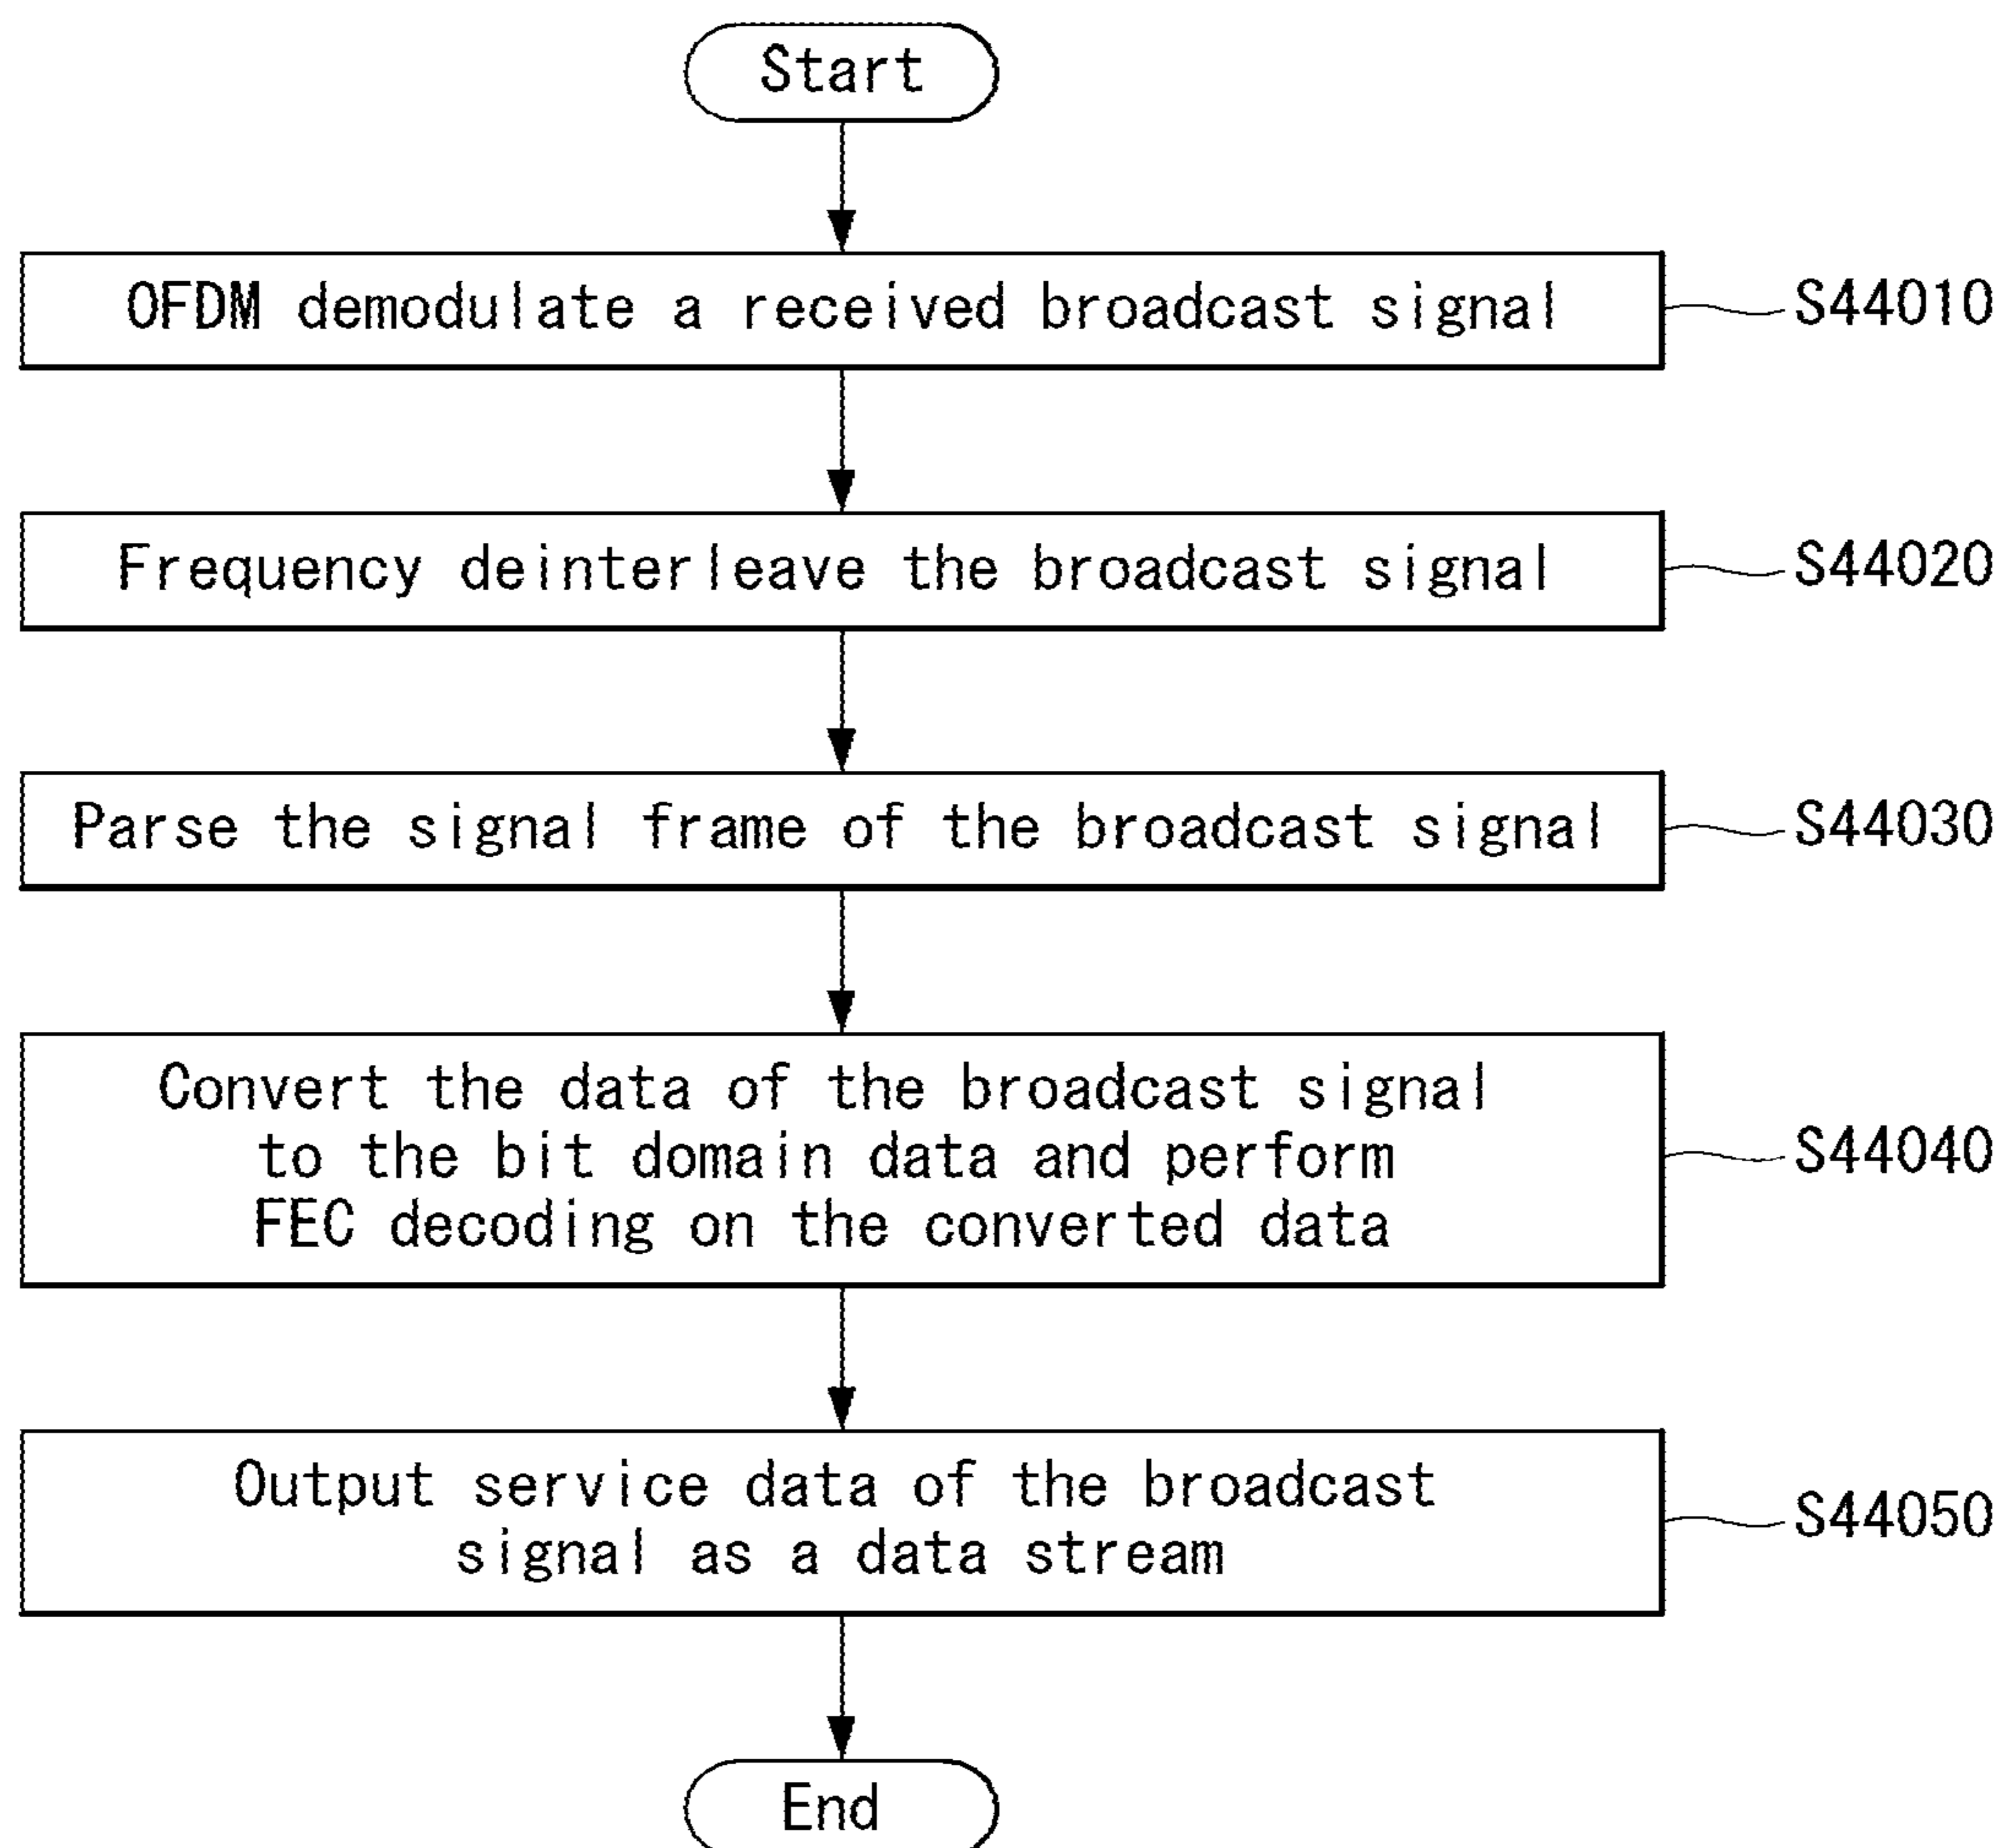 Start
OFDM demodulate a received broadcast signal
S44010
Frequency deinterleave the broadcast signal
S44020
Parse the signal frame of the broadcast signal
S44030
Convert the data of the broadcast signal
to the bit domain data and perform
FEC decoding on the converted data
S44040
Output service data of the broadcast
signal as a data stream
S44050
End